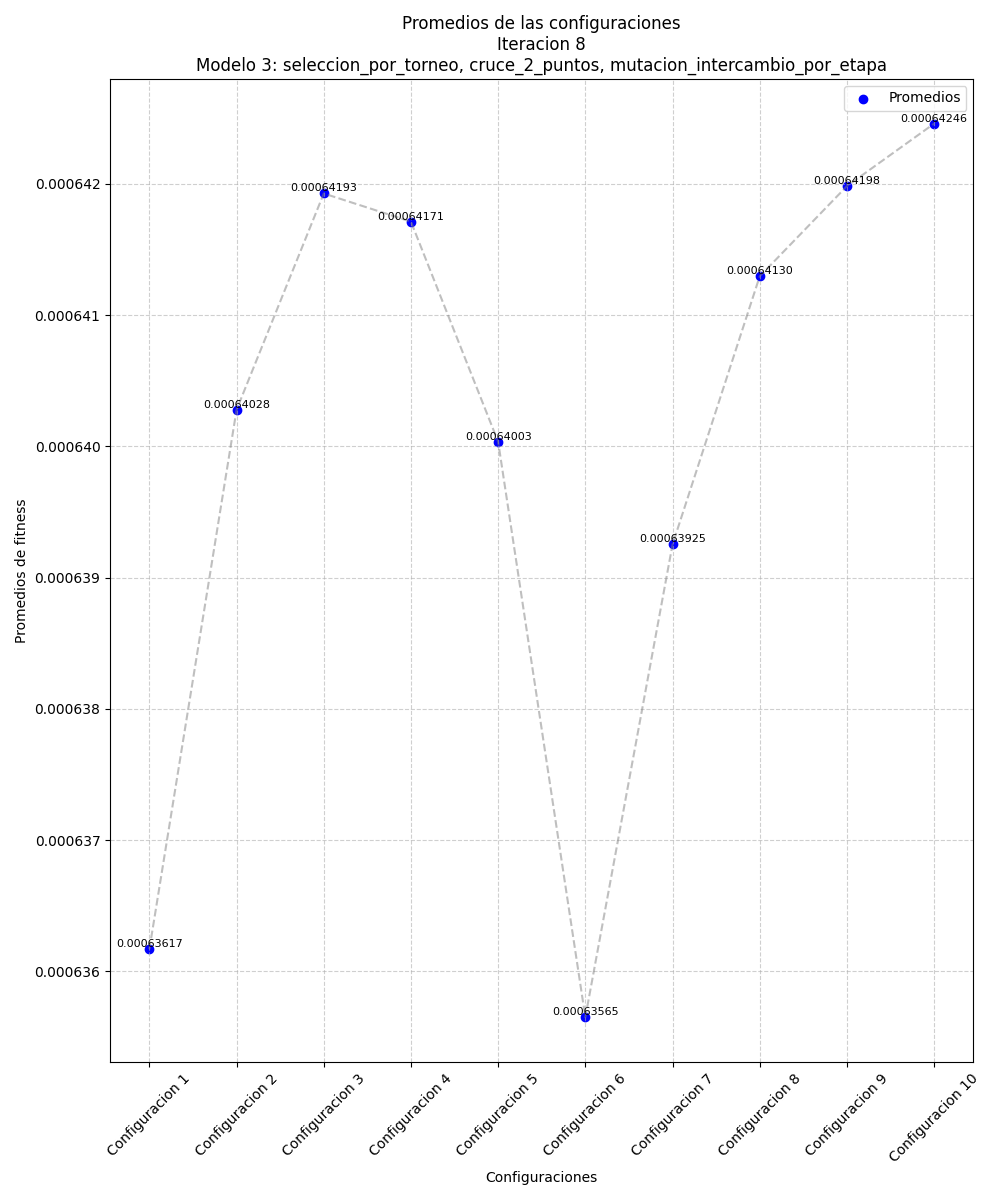 Promedios de las configuraciones
Iteracion 8
Modelo 3: seleccion_por_torneo, cruce_2_puntos, mutacion_intercambio_por_etapa
Promedios
0.00064246
0.00064198
0.00064193
0.00064171
0.00064130
0.00064028
0.00064003
0.00063925
0.00063617
0.00063565
0.000642
0.000641
0.000640
0.000639
0.000638
0.000637
0.000636
Promedios de fitness
Configuracion 1
Configuracion 2
Configuracion 3
Configuracion 4
Configuracion 5
Configuracion 6
Configuracion 7
Configuracion 8
Configuracion 9
Configuracion 10
Configuraciones